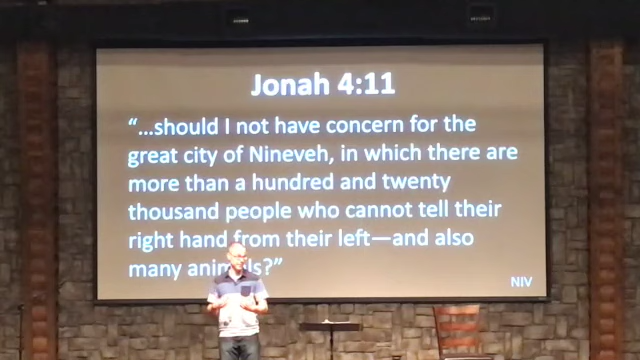 Jonah 4:11
“...should I not have concern for the
great city of Nineveh, in which there are
more than a hundred and twenty
thousand people who cannot tell their
right hand from their left—and also
many animals?”
NIV